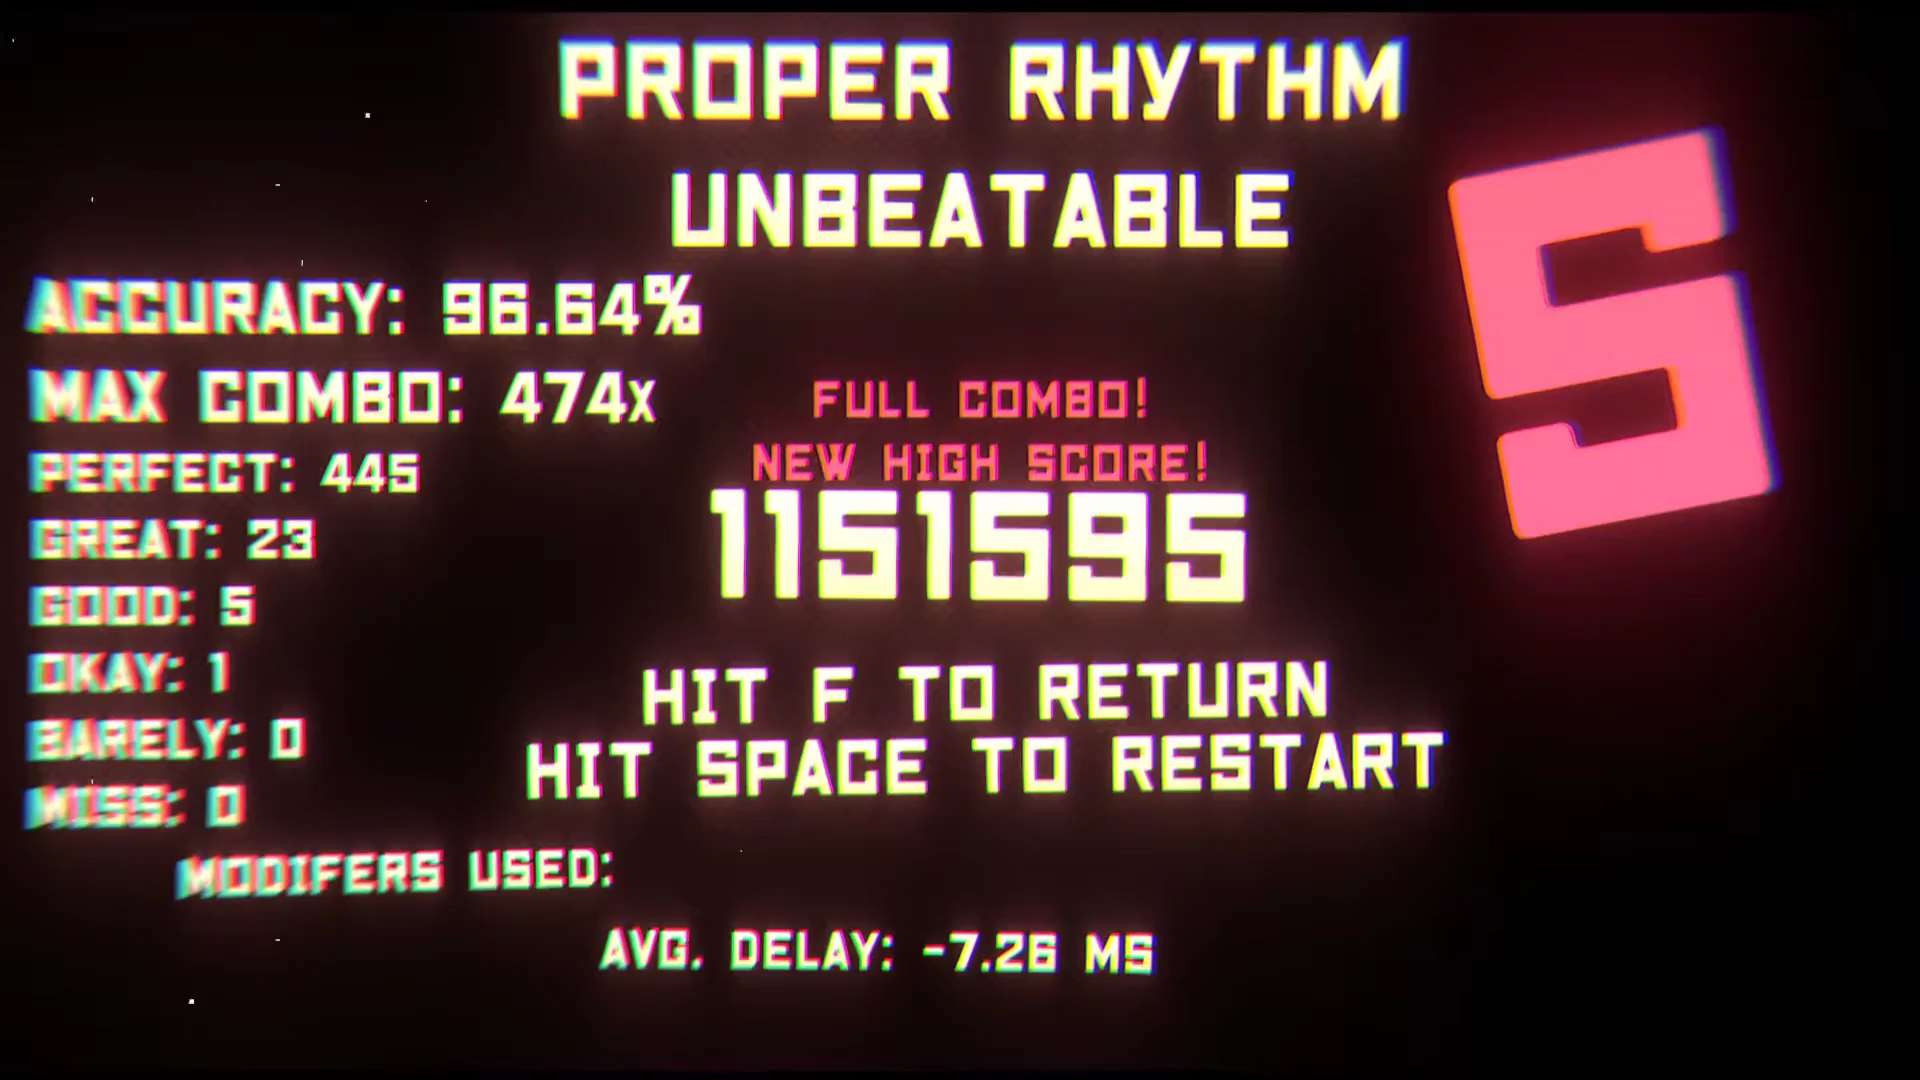 PROPER RHYTHM
UNBEATABLE
S
ACCURACY: 96.64%
MAX COMBO: 474x
PERFECT: 445
GREAT: 23
GOOD: 5
OKAY: 1
BARELY: 0
MISS: 0
FULL COMBO!
NEW HIGH SCORE!
1151595
HIT F TO RETURN
HIT SPACE TO RESTART
MODIFERS USED:
AVG. DELAY: -7.26 MS